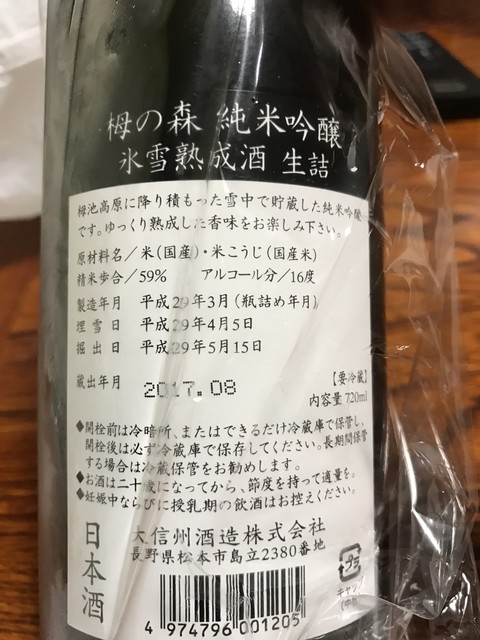 栂の森 純米吟醸
氷雪熟成酒 生詰
栂池高原に降り積もった雪中で貯蔵した純米吟醸
です。ゆっくり熟成した香味をお楽しみ下さい。
原材料名／米(国産)・米こうじ(国産米)
精米歩合／59% アルコール分／16度
製造年月 平成29年3月(瓶詰め年月)
埋雪日 平成29年4月5日
掘出日 平成29年5月15日
蔵出年月 2017.08
【要冷蔵】
内容量 720ml
◆開栓前は冷暗所、またはできるだけ冷蔵庫で保管し、
開栓後は必ず冷蔵庫で保存してください。長期間保管
する場合は冷蔵保管をお勧めします。
◆お酒は二十歳になってから、節度を持って適量を。
◆妊娠中ならびに授乳期の飲酒はお控えください。
日本酒
大信州酒造株式会社
長野県松本市島立2380番地
プラ
キャップ
4 974796 001205